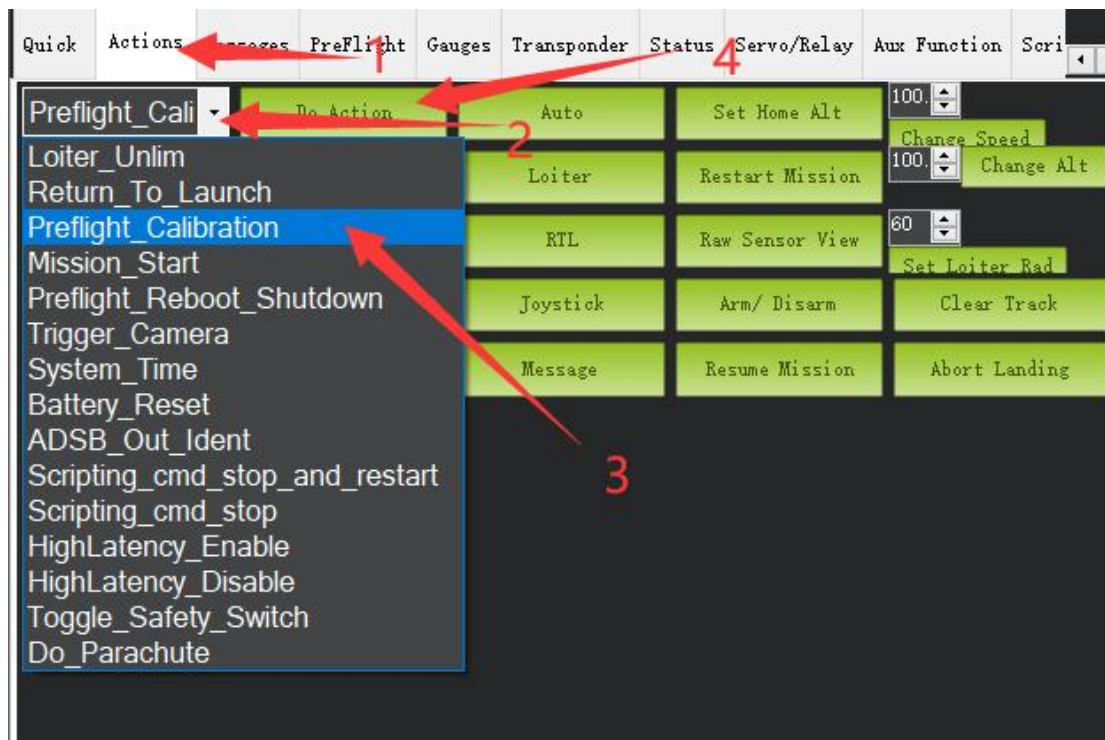 Quick Actions PreFlight Gauges Transponder Status Servo/Relay Aux Function Scri
1
4
Preflight_Cali Do Action Auto Set Home Alt 100.
Change Speed
2
Loiter_Unlim Loiter Restart Mission 100. Change Alt
Return_To_Launch
Preflight_Calibration RTL Raw Sensor View 60
Set Loiter Rad
Mission_Start
Preflight_Reboot_Shutdown Joystick Arm/ Disarm Clear Track
Trigger_Camera
System_Time Message Resume Mission Abort Landing
Battery_Reset
ADSB_Out_Ident
Scripting_cmd_stop_and_restart
3
Scripting_cmd_stop
HighLatency_Enable
HighLatency_Disable
Toggle_Safety_Switch
Do_Parachute